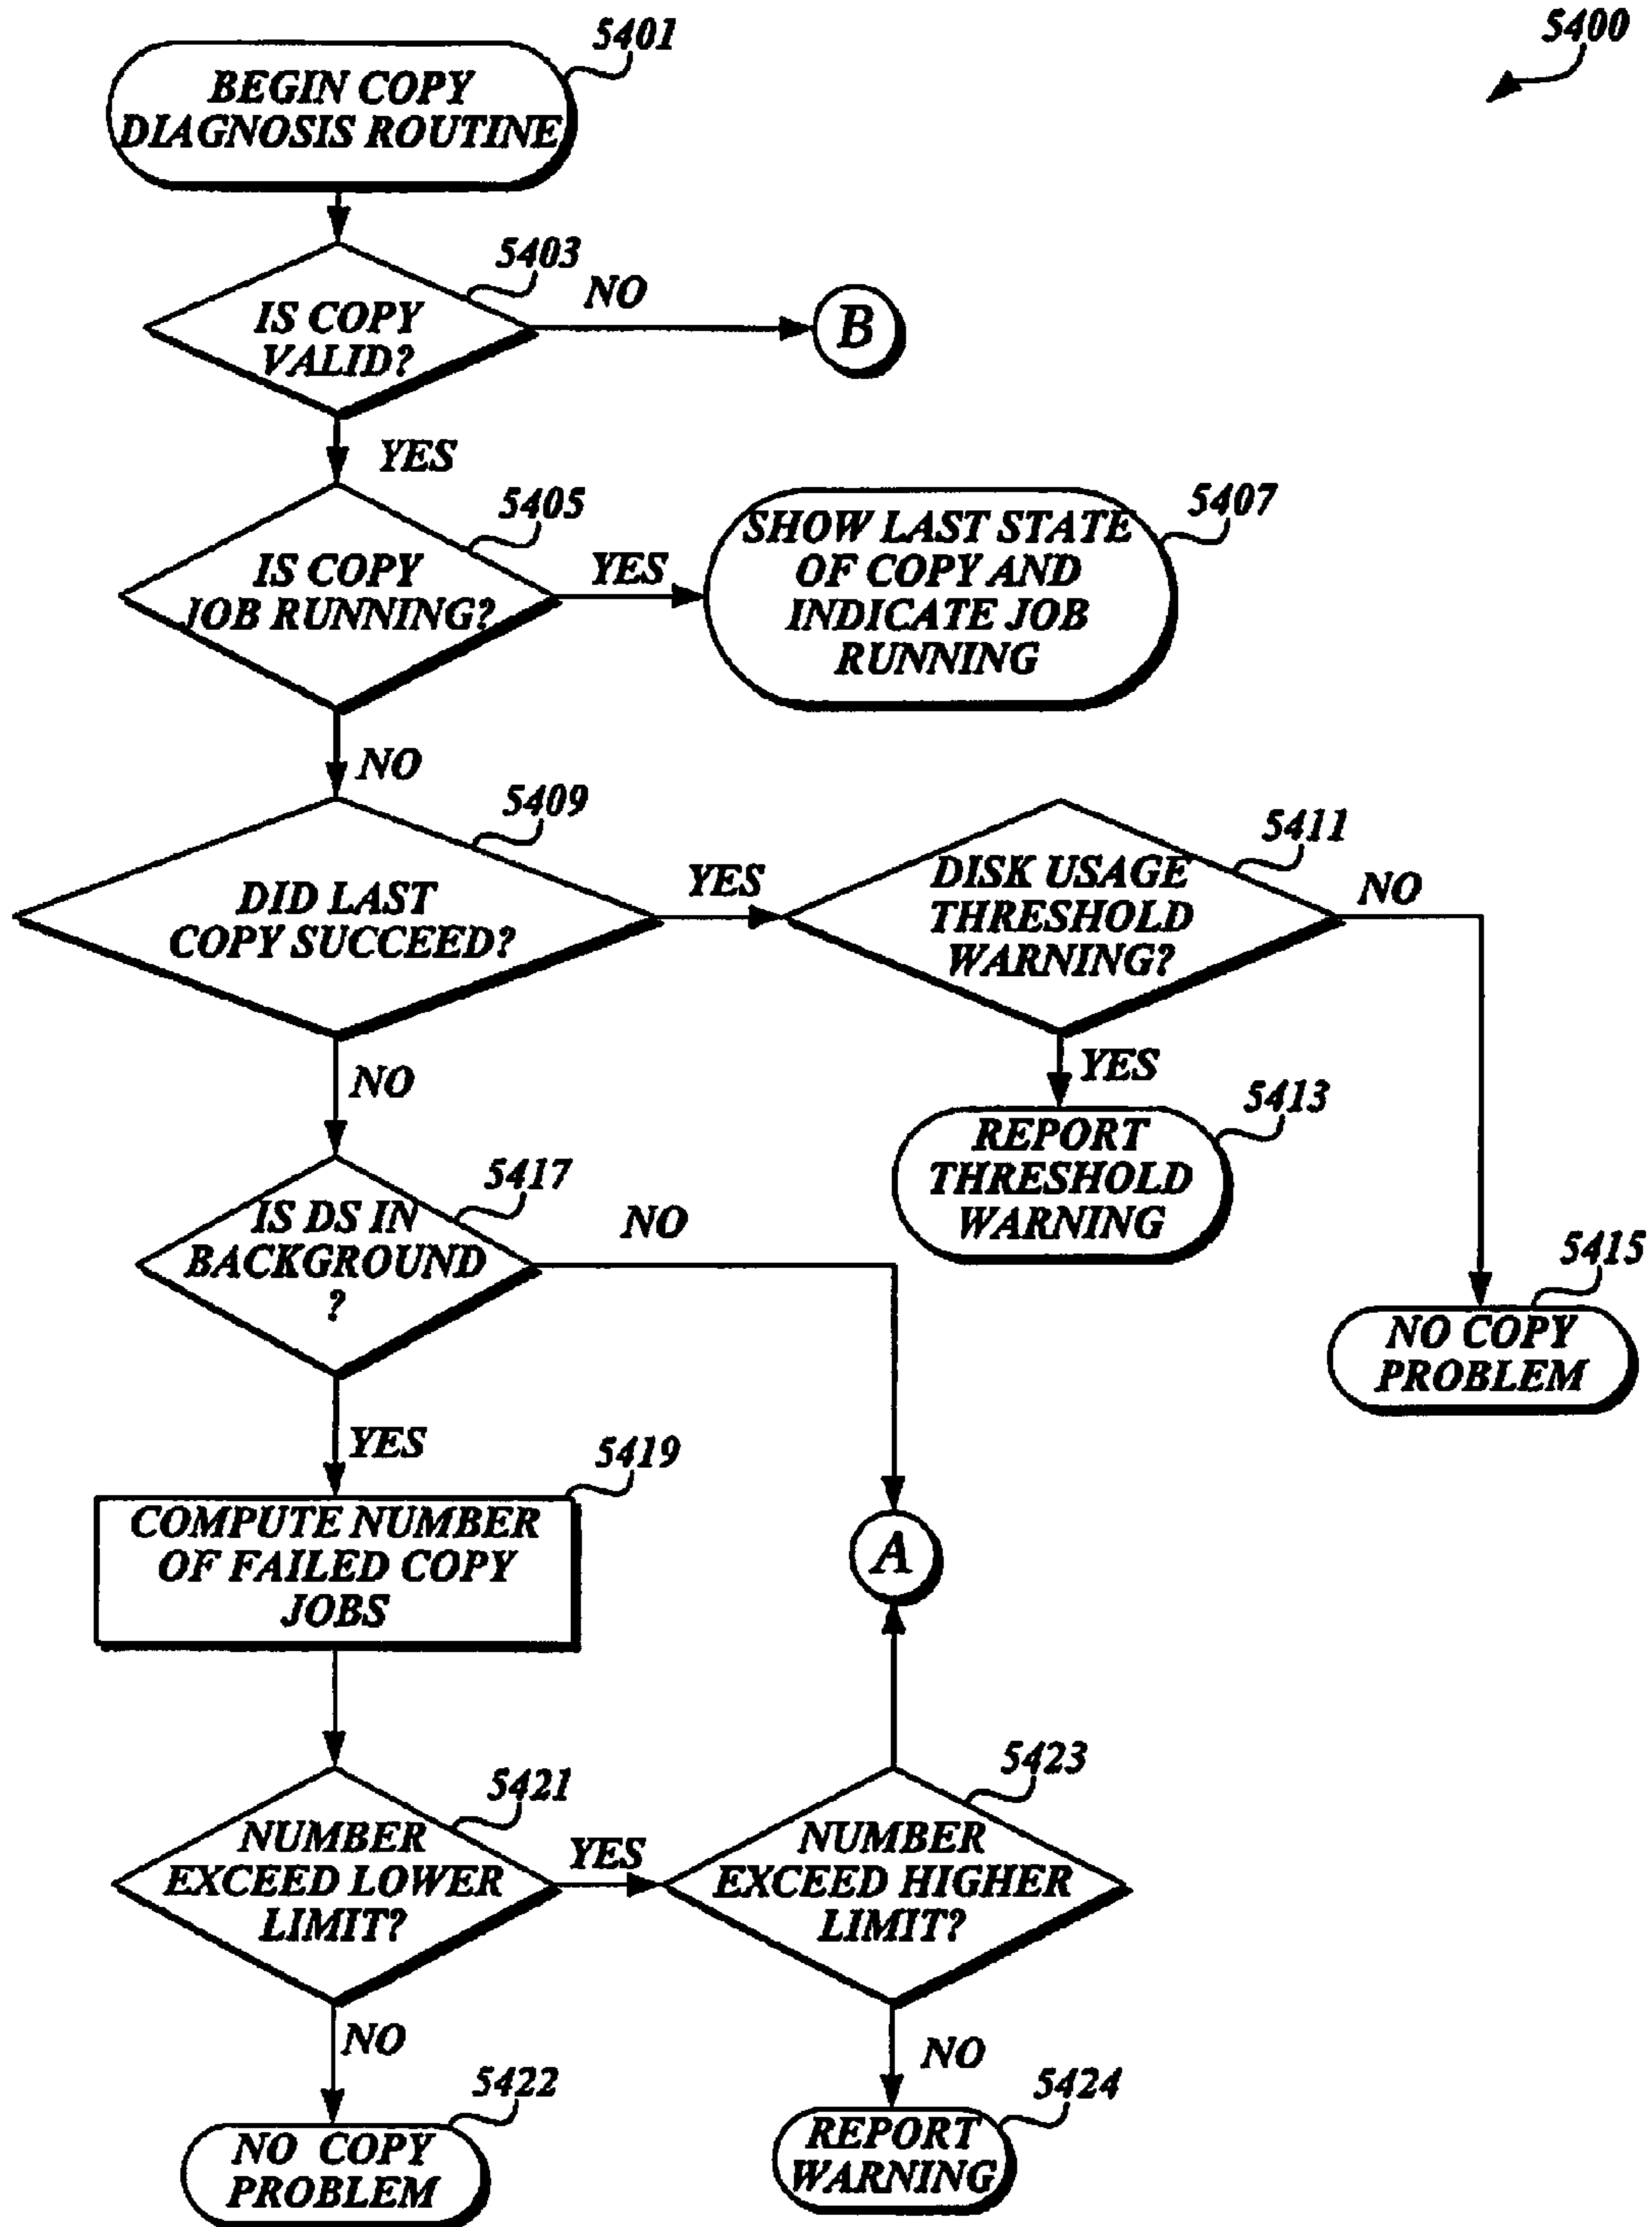 5400
5401
BEGIN COPY
DIAGNOSIS ROUTINE
5403
IS COPY
VALID?
NO
B
YES
5405
IS COPY
JOB RUNNING?
YES
5407
SHOW LAST STATE
OF COPY AND
INDICATE JOB
RUNNING
NO
5409
DID LAST
COPY SUCCEED?
YES
5411
DISK USAGE
THRESHOLD
WARNING?
NO
YES
5413
REPORT
THRESHOLD
WARNING
5415
NO COPY
PROBLEM
NO
5417
IS DS IN
BACKGROUND
?
NO
A
YES
5419
COMPUTE NUMBER
OF FAILED COPY
JOBS
5421
NUMBER
EXCEED LOWER
LIMIT?
YES
5423
NUMBER
EXCEED HIGHER
LIMIT?
NO
5422
NO COPY
PROBLEM
NO
5424
REPORT
WARNING